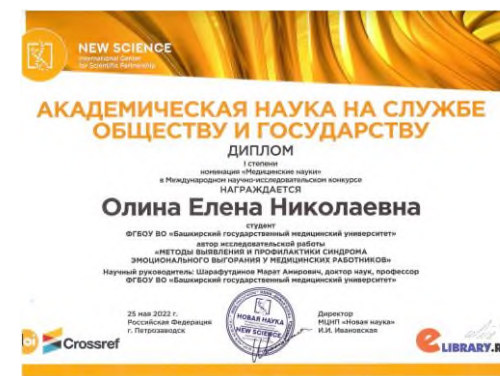 NEW SCIENCE
International Center
for Scientific Partnership
АКАДЕМИЧЕСКАЯ НАУКА НА СЛУЖБЕ
ОБЩЕСТВУ И ГОСУДАРСТВУ
ДИПЛОМ
I степени
номинация «Медицинские науки»
в Международном научно-исследовательском конкурсе
НАГРАЖДАЕТСЯ
Олина Елена Николаевна
студент
ФГБОУ ВО «Башкирский государственный медицинский университет»
автор исследовательской работы
«МЕТОДЫ ВЫЯВЛЕНИЯ И ПРОФИЛАКТИКИ СИНДРОМА
ЭМОЦИОНАЛЬНОГО ВЫГОРАНИЯ У МЕДИЦИНСКИХ РАБОТНИКОВ»
Научный руководитель: Шарафутдинов Марат Амирович, доктор наук, профессор
ФГБОУ ВО «Башкирский государственный медицинский университет»
25 мая 2022 г.
Российская Федерация
г. Петрозаводск
НОВАЯ НАУКА
NEW SCIENCE
Директор
МЦНП «Новая наука»
И.И. Ивановская
oi
Crossref
eLIBRARY.R